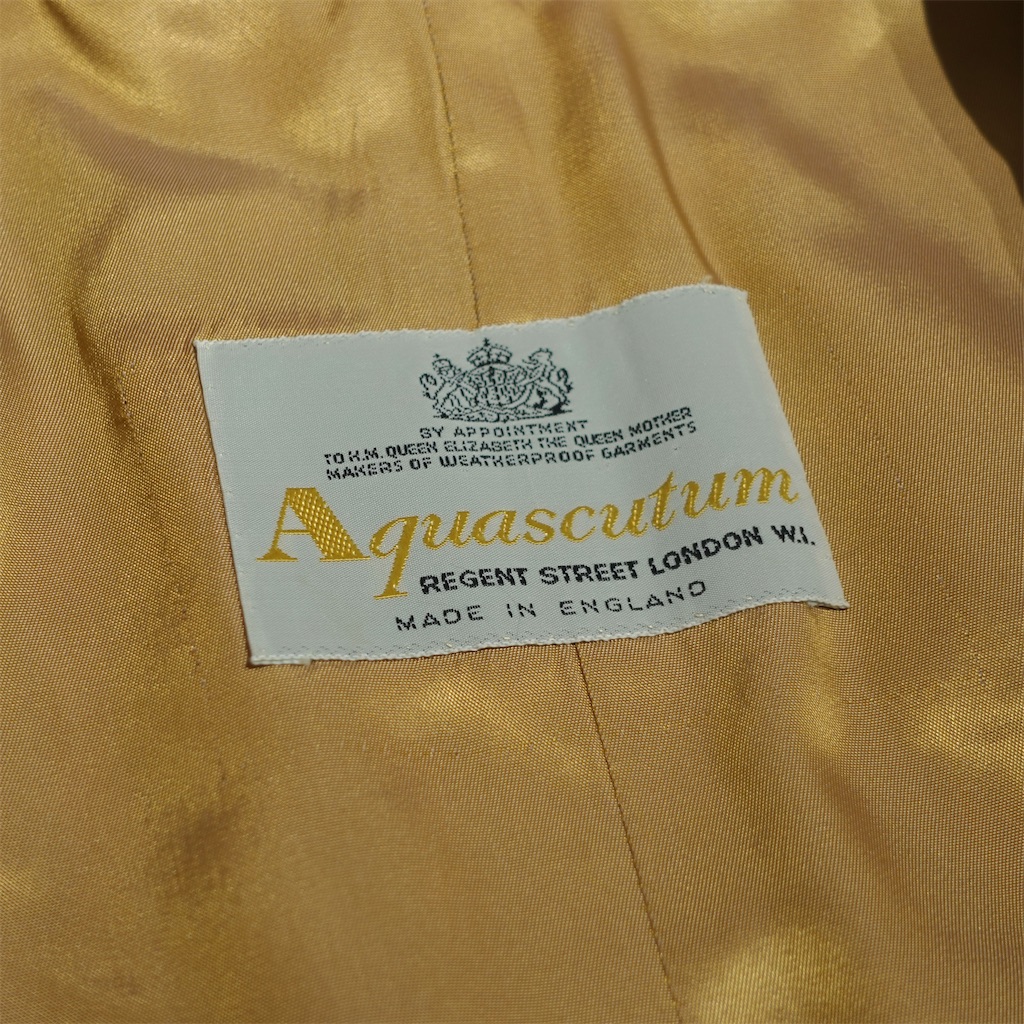 BY APPOINTMENT
TO H.M. QUEEN ELIZABETH THE QUEEN MOTHER
MAKERS OF WEATHERPROOF GARMENTS
Aquascutum
REGENT STREET LONDON W.I.
MADE IN ENGLAND